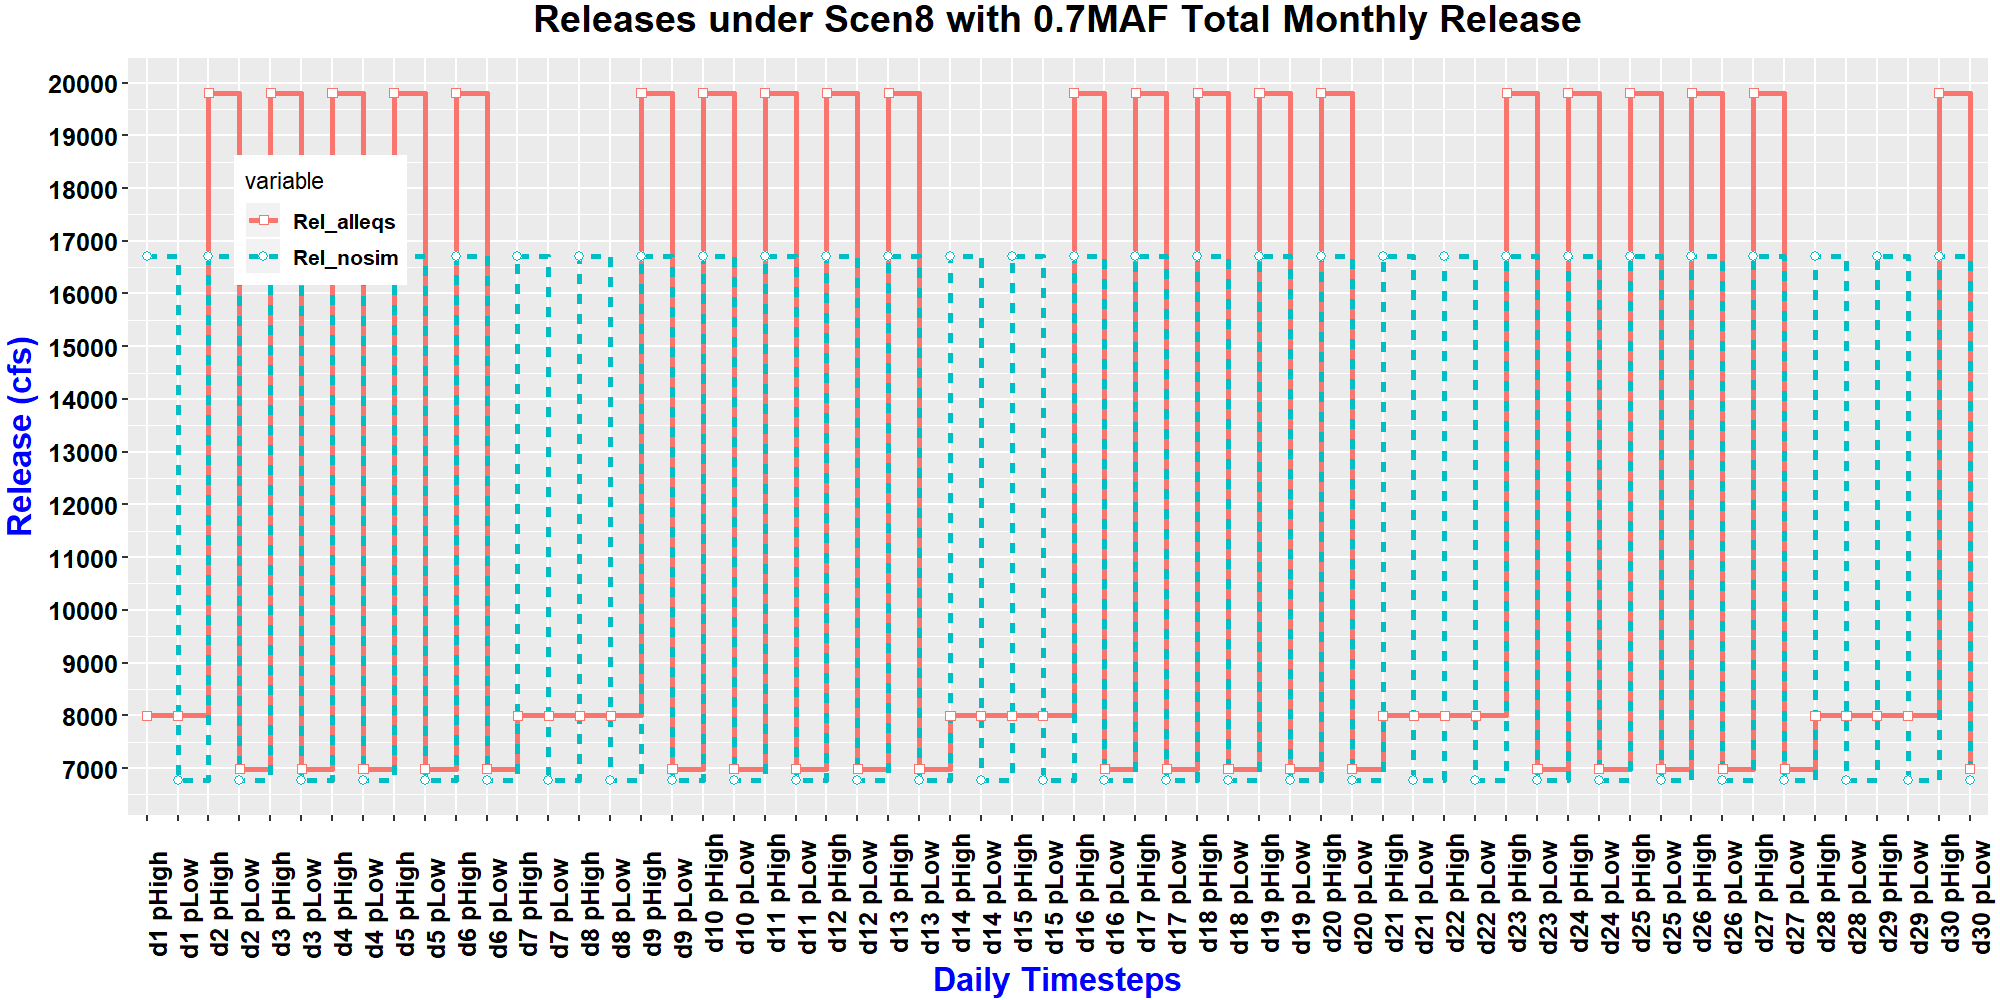 Releases under Scen8 with 0.7MAF Total Monthly Release
20000
19000
18000
17000
16000
15000
14000
13000
12000
11000
10000
9000
8000
7000
Release (cfs)
variable
Rel_alleqs
Rel_nosim
d1 pHigh
d1 pLow
d2 pHigh
d2 pLow
d3 pHigh
d3 pLow
d4 pHigh
d4 pLow
d5 pHigh
d5 pLow
d6 pHigh
d6 pLow
d7 pHigh
d7 pLow
d8 pHigh
d8 pLow
d9 pHigh
d9 pLow
d10 pHigh
d10 pLow
d11 pHigh
d11 pLow
d12 pHigh
d12 pLow
d13 pHigh
d13 pLow
d14 pHigh
d14 pLow
d15 pHigh
d15 pLow
d16 pHigh
d16 pLow
d17 pHigh
d17 pLow
d18 pHigh
d18 pLow
d19 pHigh
d19 pLow
d20 pHigh
d20 pLow
d21 pHigh
d21 pLow
d22 pHigh
d22 pLow
d23 pHigh
d23 pLow
d24 pHigh
d24 pLow
d25 pHigh
d25 pLow
d26 pHigh
d26 pLow
d27 pHigh
d27 pLow
d28 pHigh
d28 pLow
d29 pHigh
d29 pLow
d30 pHigh
d30 pLow
Daily Timesteps